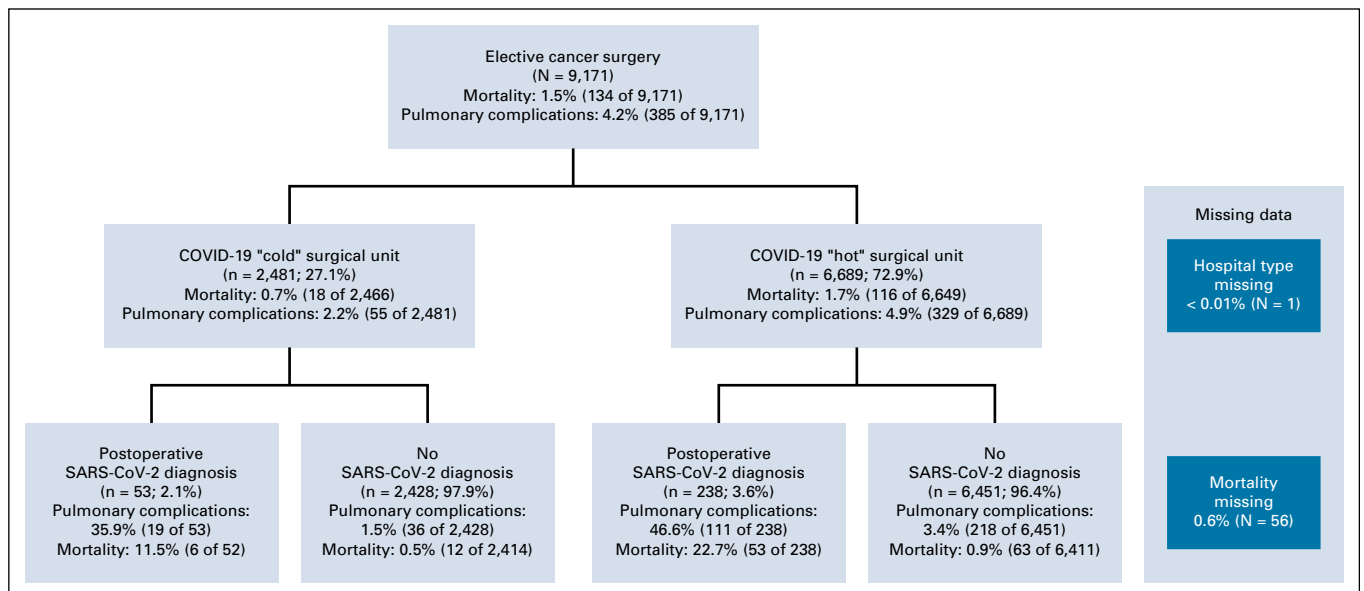 Elective cancer surgery
(N = 9,171)
Mortality: 1.5% (134 of 9,171)
Pulmonary complications: 4.2% (385 of 9,171)
COVID-19 "cold" surgical unit
(n = 2,481; 27.1%)
Mortality: 0.7% (18 of 2,466)
Pulmonary complications: 2.2% (55 of 2,481)
COVID-19 "hot" surgical unit
(n = 6,689; 72.9%)
Mortality: 1.7% (116 of 6,649)
Pulmonary complications: 4.9% (329 of 6,689)
Postoperative
SARS-CoV-2 diagnosis
(n = 53; 2.1%)
Pulmonary complications:
35.9% (19 of 53)
Mortality: 11.5% (6 of 52)
No
SARS-CoV-2 diagnosis
(n = 2,428; 97.9%)
Pulmonary complications:
1.5% (36 of 2,428)
Mortality: 0.5% (12 of 2,414)
Postoperative
SARS-CoV-2 diagnosis
(n = 238; 3.6%)
Pulmonary complications:
46.6% (111 of 238)
Mortality: 22.7% (53 of 238)
No
SARS-CoV-2 diagnosis
(n = 6,451; 96.4%)
Pulmonary complications:
3.4% (218 of 6,451)
Mortality: 0.9% (63 of 6,411)
Missing data
Hospital type
missing
< 0.01% (N = 1)
Mortality
missing
0.6% (N = 56)